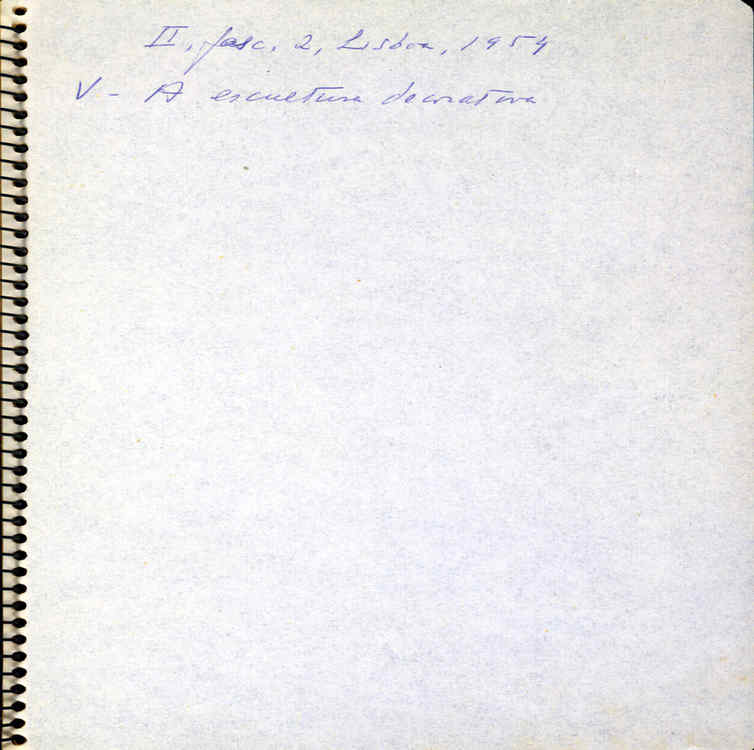 II, fasc. 2, Lisboa, 1954
V - A escultura decorativa